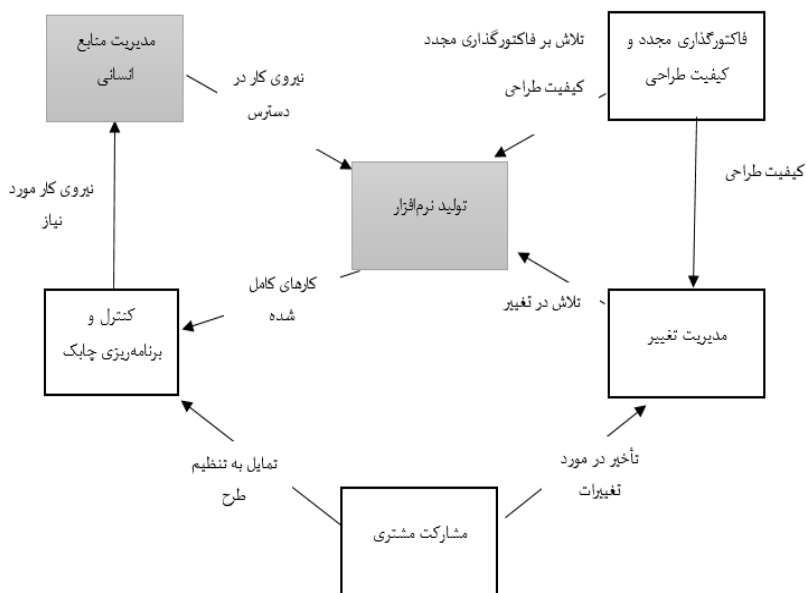 فاکتورگذاری مجدد و
کیفیت طراحی
تلاش بر فاکتورگذاری مجدد
کیفیت طراحی
مدیریت منابع
انسانی
نیروی کار در
دسترس
کیفیت طراحی
تولید نرم‌افزار
نیروی کار مورد
نیاز
کارهای کامل
شده
تلاش در تغییر
مدیریت تغییر
کنترل و
برنامه‌ریزی چابک
تأخیر در مورد
تغییرات
تمایل به تنظیم
طرح
مشارکت مشتری